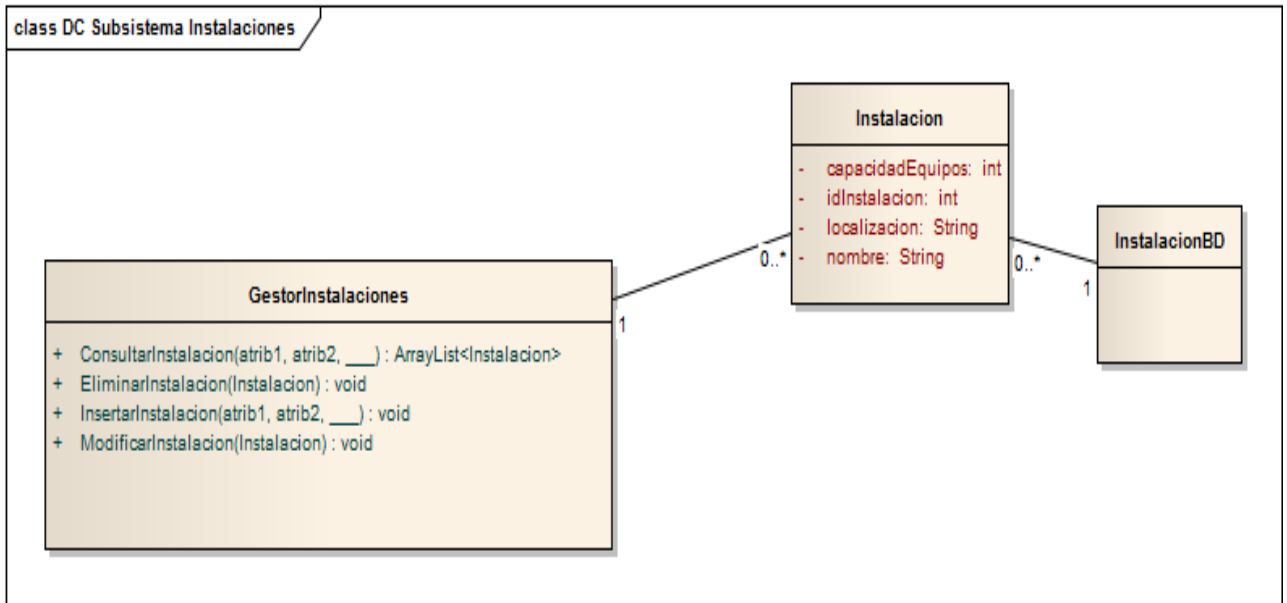 class DC Subsistema Instalaciones
Instalacion
- capacidadEquipos: int
- idInstalacion: int
- localizacion: String
- nombre: String
InstalacionBD
0..*
0..*
1
GestorInstalaciones
1
+ ConsultarInstalacion(atrib1, atrib2, ___) : ArrayList<Instalacion>
+ EliminarInstalacion(Instalacion) : void
+ InsertarInstalacion(atrib1, atrib2, ___) : void
+ ModificarInstalacion(Instalacion) : void